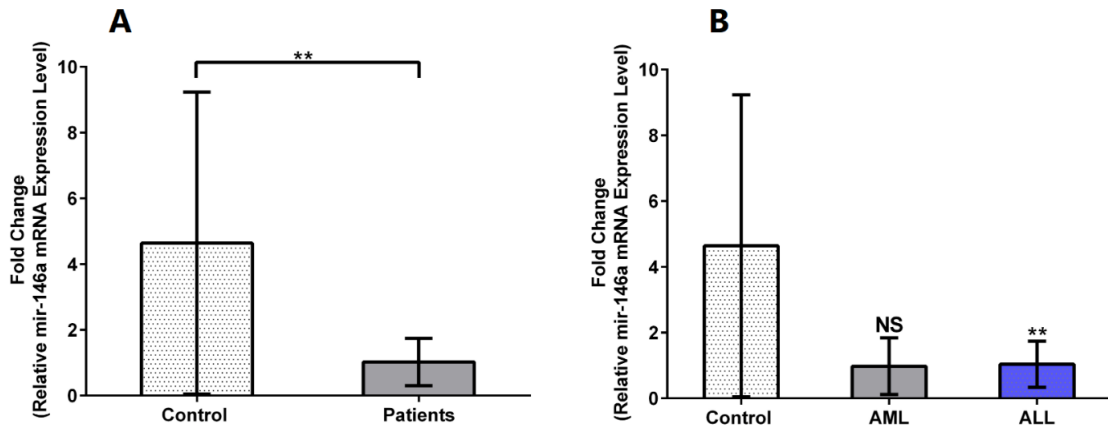 A
Fold Change
(Relative mir-146a mRNA Expression Level)
10
8
6
4
2
0
**
Control
Patients
B
Fold Change
(Relative mir-146a mRNA Expression Level)
10
8
6
4
2
0
NS
**
Control
AML
ALL